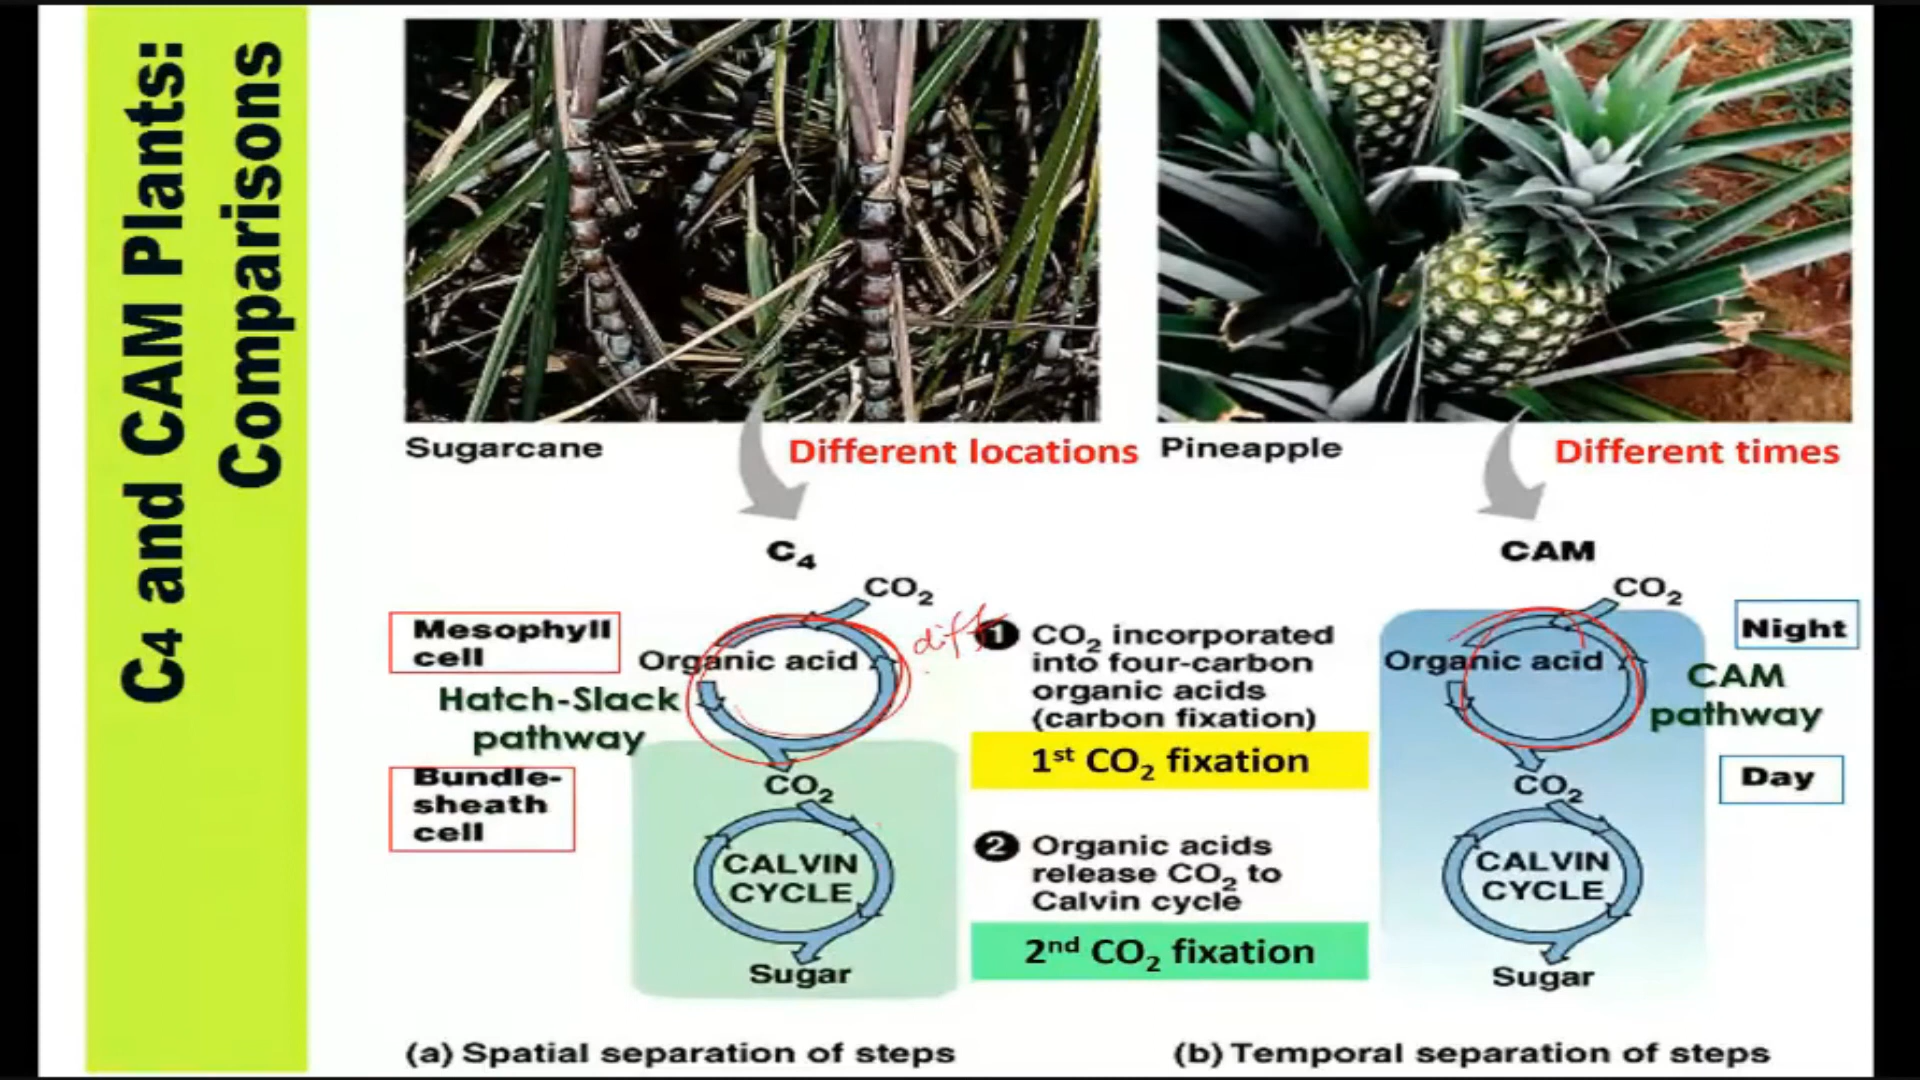 C4 and CAM Plants:
Comparisons
Sugarcane
Different locations
Pineapple
Different times
C₄
CO₂
Mesophyll
cell
Organic acid
diff
Hatch-Slack
pathway
Bundle-
sheath
cell
CO₂
CALVIN
CYCLE
Sugar
1 CO₂ incorporated
into four-carbon
organic acids
(carbon fixation)
1st CO₂ fixation
2 Organic acids
release CO₂ to
Calvin cycle
2nd CO₂ fixation
CAM
CO₂
Night
Organic acid
CAM
pathway
Day
CO₂
CALVIN
CYCLE
Sugar
(a) Spatial separation of steps
(b) Temporal separation of steps